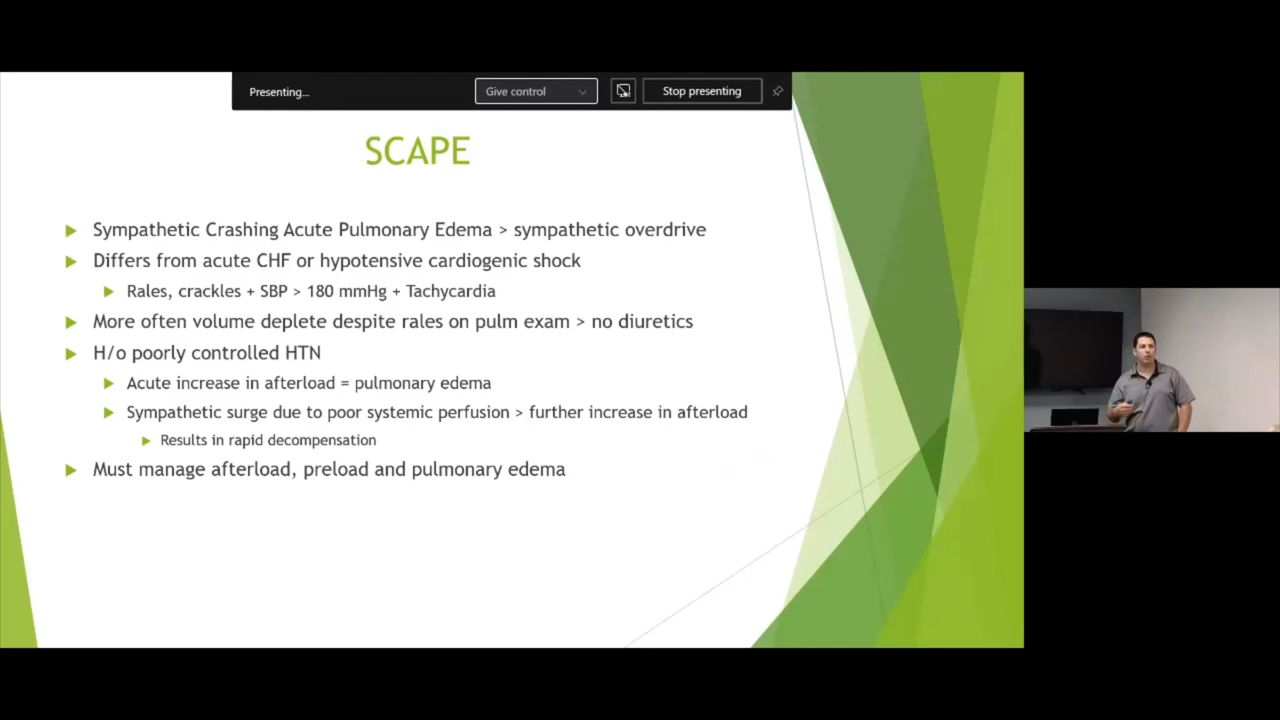 Presenting...
Give control
Stop presenting
SCAPE
Sympathetic Crashing Acute Pulmonary Edema > sympathetic overdrive
Differs from acute CHF or hypotensive cardiogenic shock
Rales, crackles + SBP > 180 mmHg + Tachycardia
More often volume deplete despite rales on pulm exam > no diuretics
H/o poorly controlled HTN
Acute increase in afterload = pulmonary edema
Sympathetic surge due to poor systemic perfusion > further increase in afterload
Results in rapid decompensation
Must manage afterload, preload and pulmonary edema